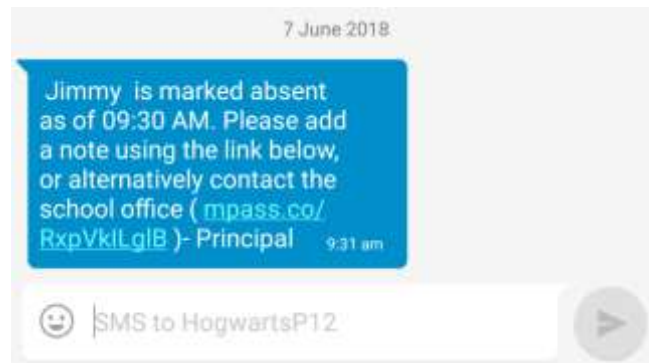 7 June 2018
Jimmy is marked absent
as of 09:30 AM. Please add
a note using the link below,
or alternatively contact the
school office ( mpass.co/
RxpVkILglB )- Principal 9:31 am
SMS to HogwartsP12